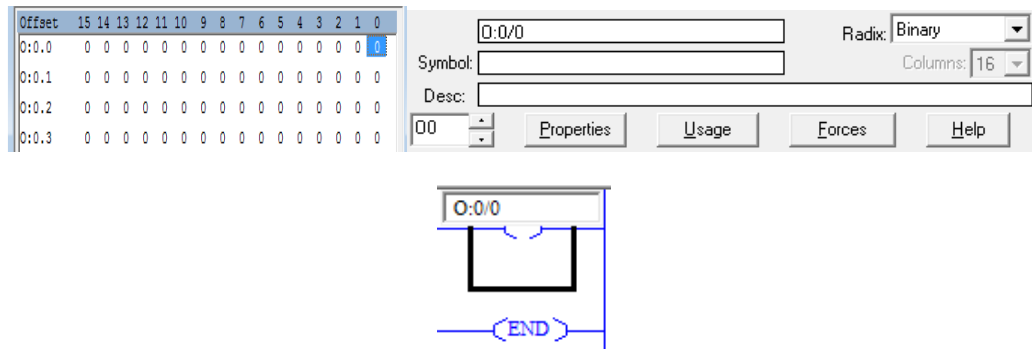 Offset 15 14 13 12 11 10 9 8 7 6 5 4 3 2 1 0
O:0.0 0 0 0 0 0 0 0 0 0 0 0 0 0 0 0 0
O:0.1 0 0 0 0 0 0 0 0 0 0 0 0 0 0 0 0
O:0.2 0 0 0 0 0 0 0 0 0 0 0 0 0 0 0 0
O:0.3 0 0 0 0 0 0 0 0 0 0 0 0 0 0 0 0
O:0/0 Radix: Binary
Symbol: Columns: 16
Desc:
O0 Properties Usage Forces Help
O:0/0
END